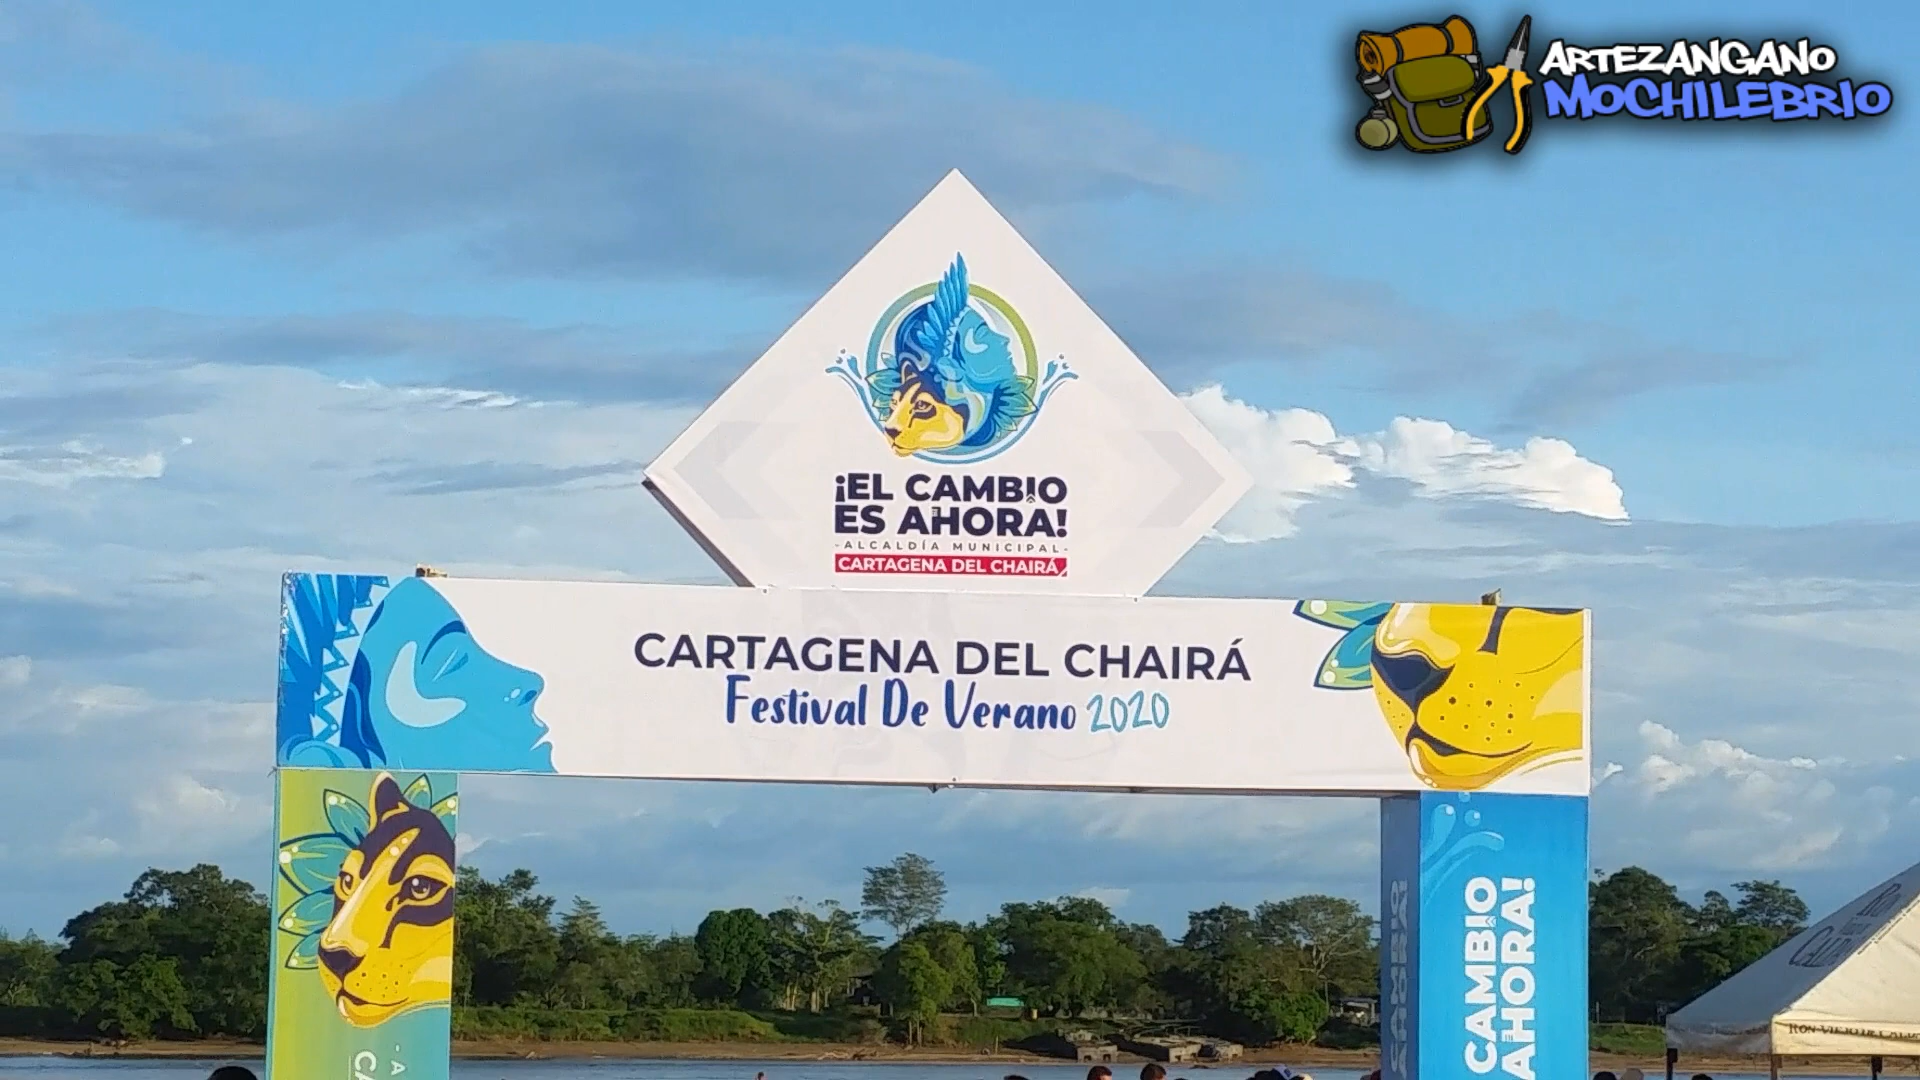 ARTEZANGANO
MOCHILEBRIO
¡EL CAMBIO
ES AHORA!
-ALCALDÍA MUNICIPAL-
CARTAGENA DEL CHAIRÁ
CARTAGENA DEL CHAIRÁ
Festival De Verano 2020
CAMBIO
AHORA!